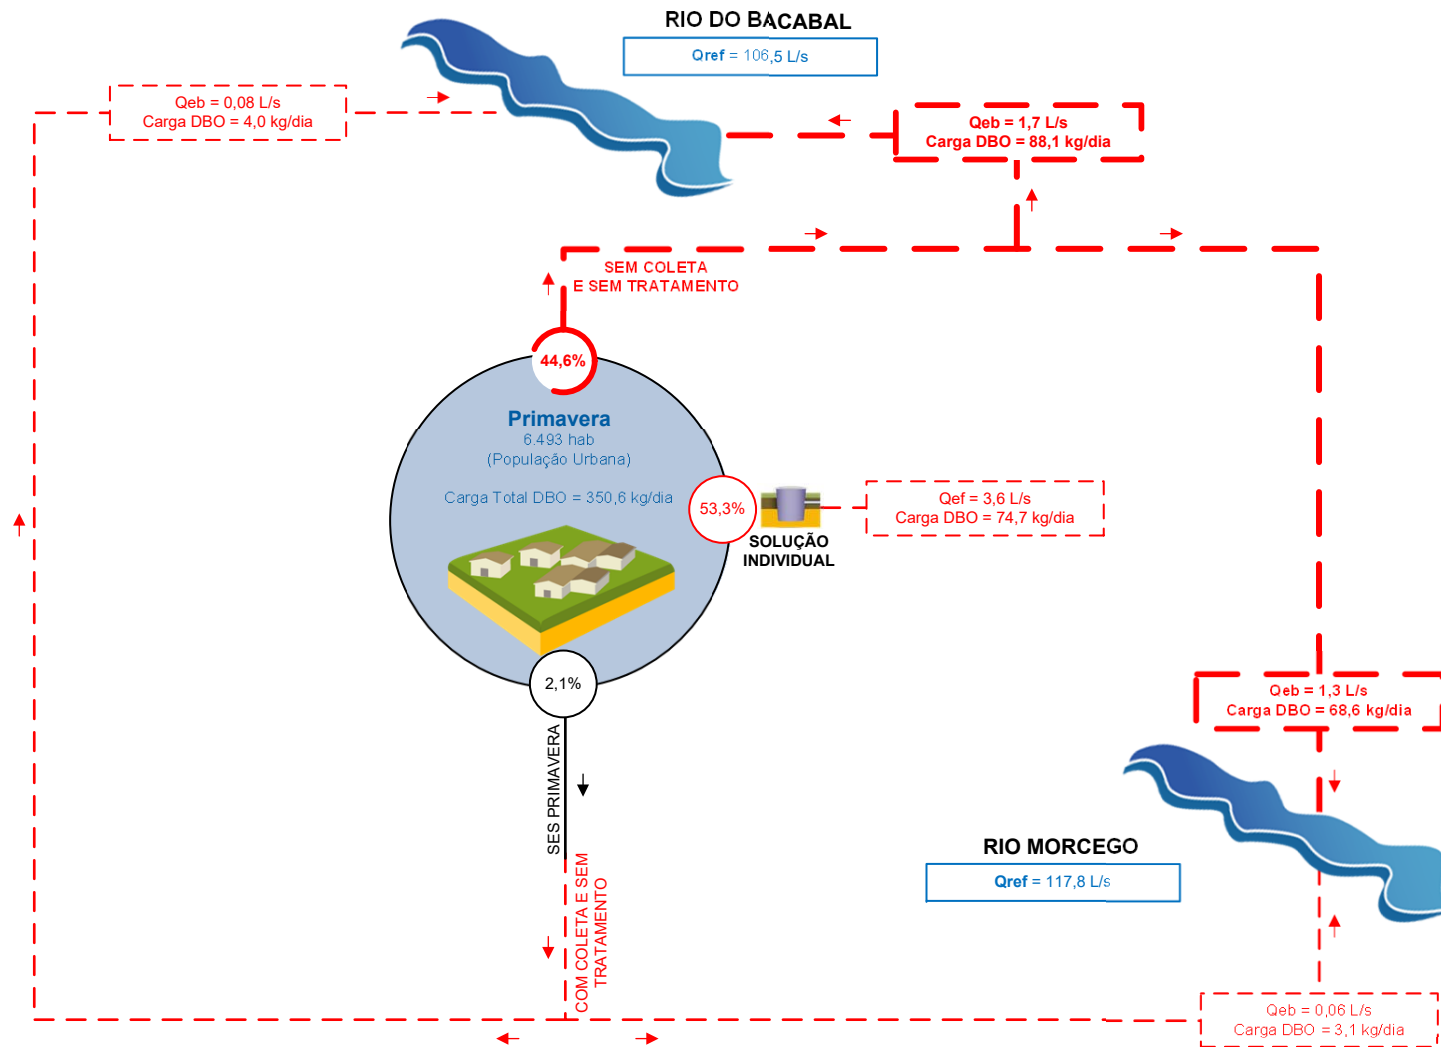 RIO DO BACABAL
Qref = 106,5 L/s
Qeb = 0,08 L/s
Carga DBO = 4,0 kg/dia
Qeb = 1,7 L/s
Carga DBO = 88,1 kg/dia
SEM COLETA
E SEM TRATAMENTO
44,6%
Primavera
6.493 hab
(População Urbana)
Carga Total DBO = 350,6 kg/dia
53,3%
SOLUÇÃO
INDIVIDUAL
Qef = 3,6 L/s
Carga DBO = 74,7 kg/dia
2,1%
SES PRIMAVERA
COM COLETA E SEM
TRATAMENTO
Qeb = 1,3 L/s
Carga DBO = 68,6 kg/dia
RIO MORCEGO
Qref = 117,8 L/s
Qeb = 0,06 L/s
Carga DBO = 3,1 kg/dia